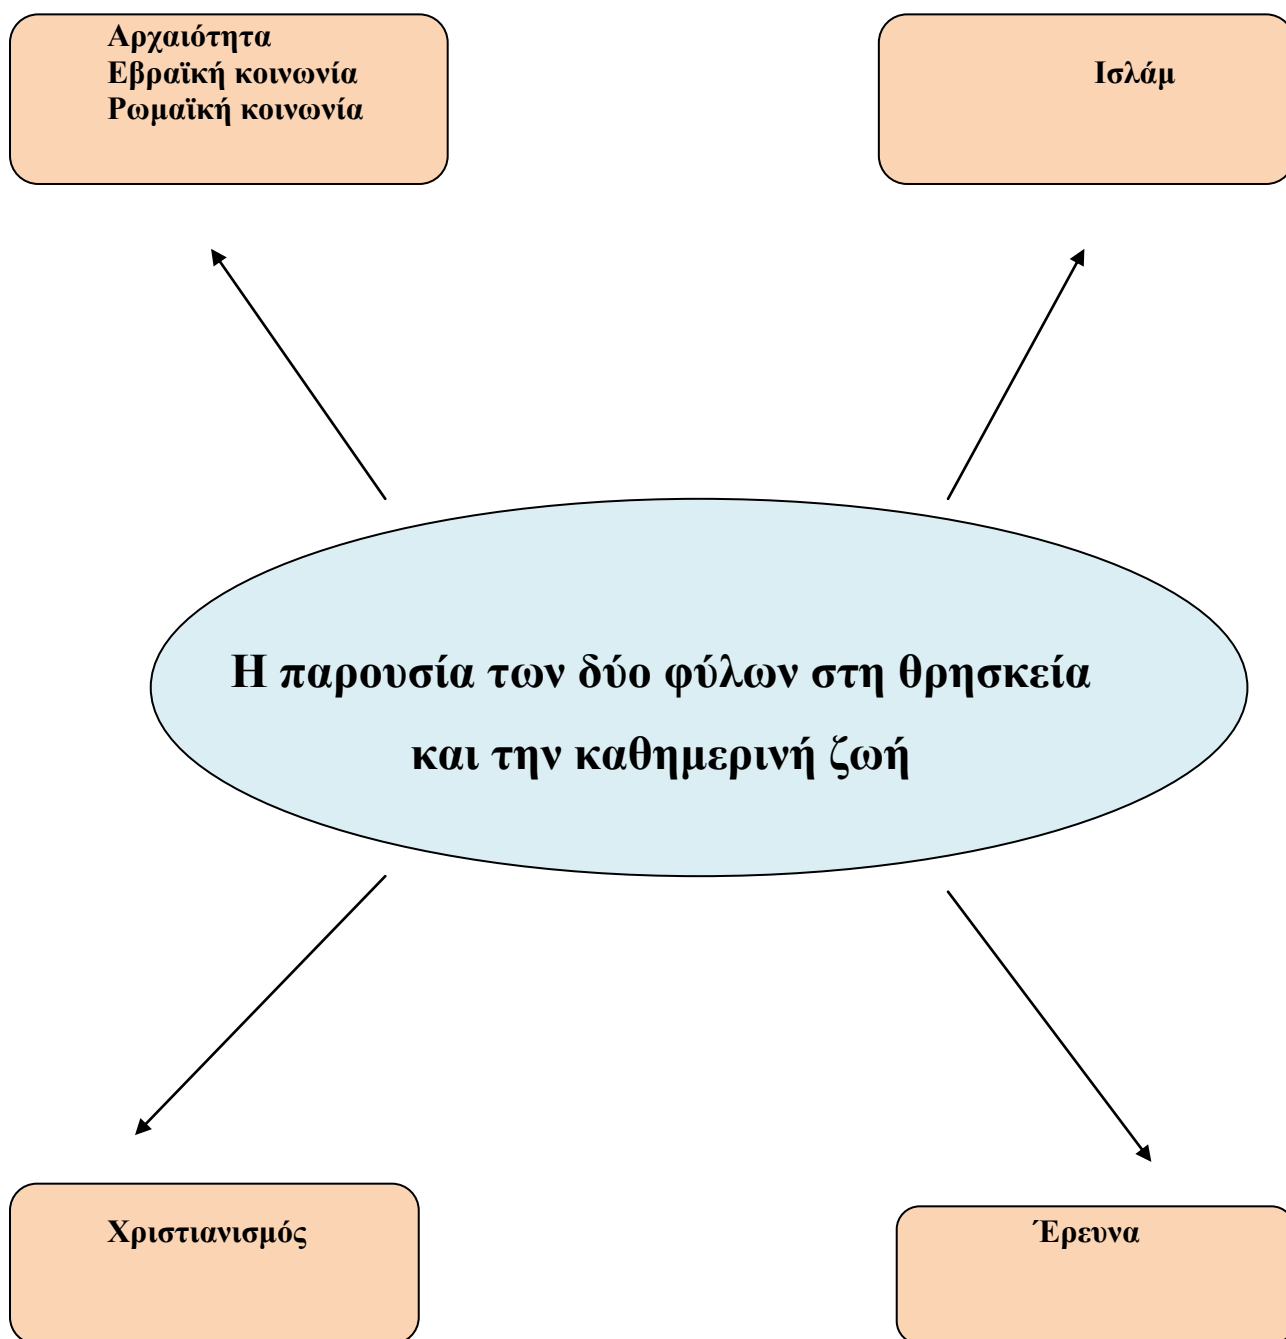 Αρχαιότητα
Εβραϊκή κοινωνία
Ρωμαϊκή κοινωνία
Ισλάμ
Η παρουσία των δύο φύλων στη θρησκεία
και την καθημερινή ζωή
Χριστιανισμός
Έρευνα